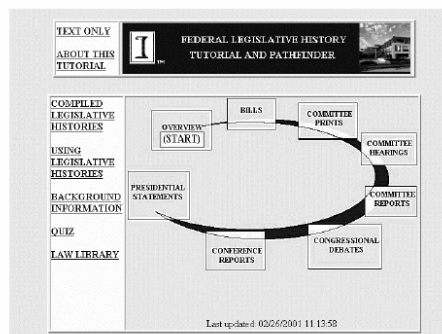 TEXT ONLY
ABOUT THIS
TUTORIAL
I
TM
FEDERAL LEGISLATIVE HISTORY
TUTORIAL AND PATHFINDER
COMPILED
LEGISLATIVE
HISTORIES
USING
LEGISLATIVE
HISTORIES
BACKGROUND
INFORMATION
QUIZ
LAW LIBRARY
OVERVIEW
(START)
BILLS
COMMITTEE
PRINTS
COMMITTEE
HEARINGS
COMMITTEE
REPORTS
CONGRESSIONAL
DEBATES
CONFERENCE
REPORTS
PRESIDENTIAL
STATEMENTS
Last updated: 02/26/2001 11:13:58